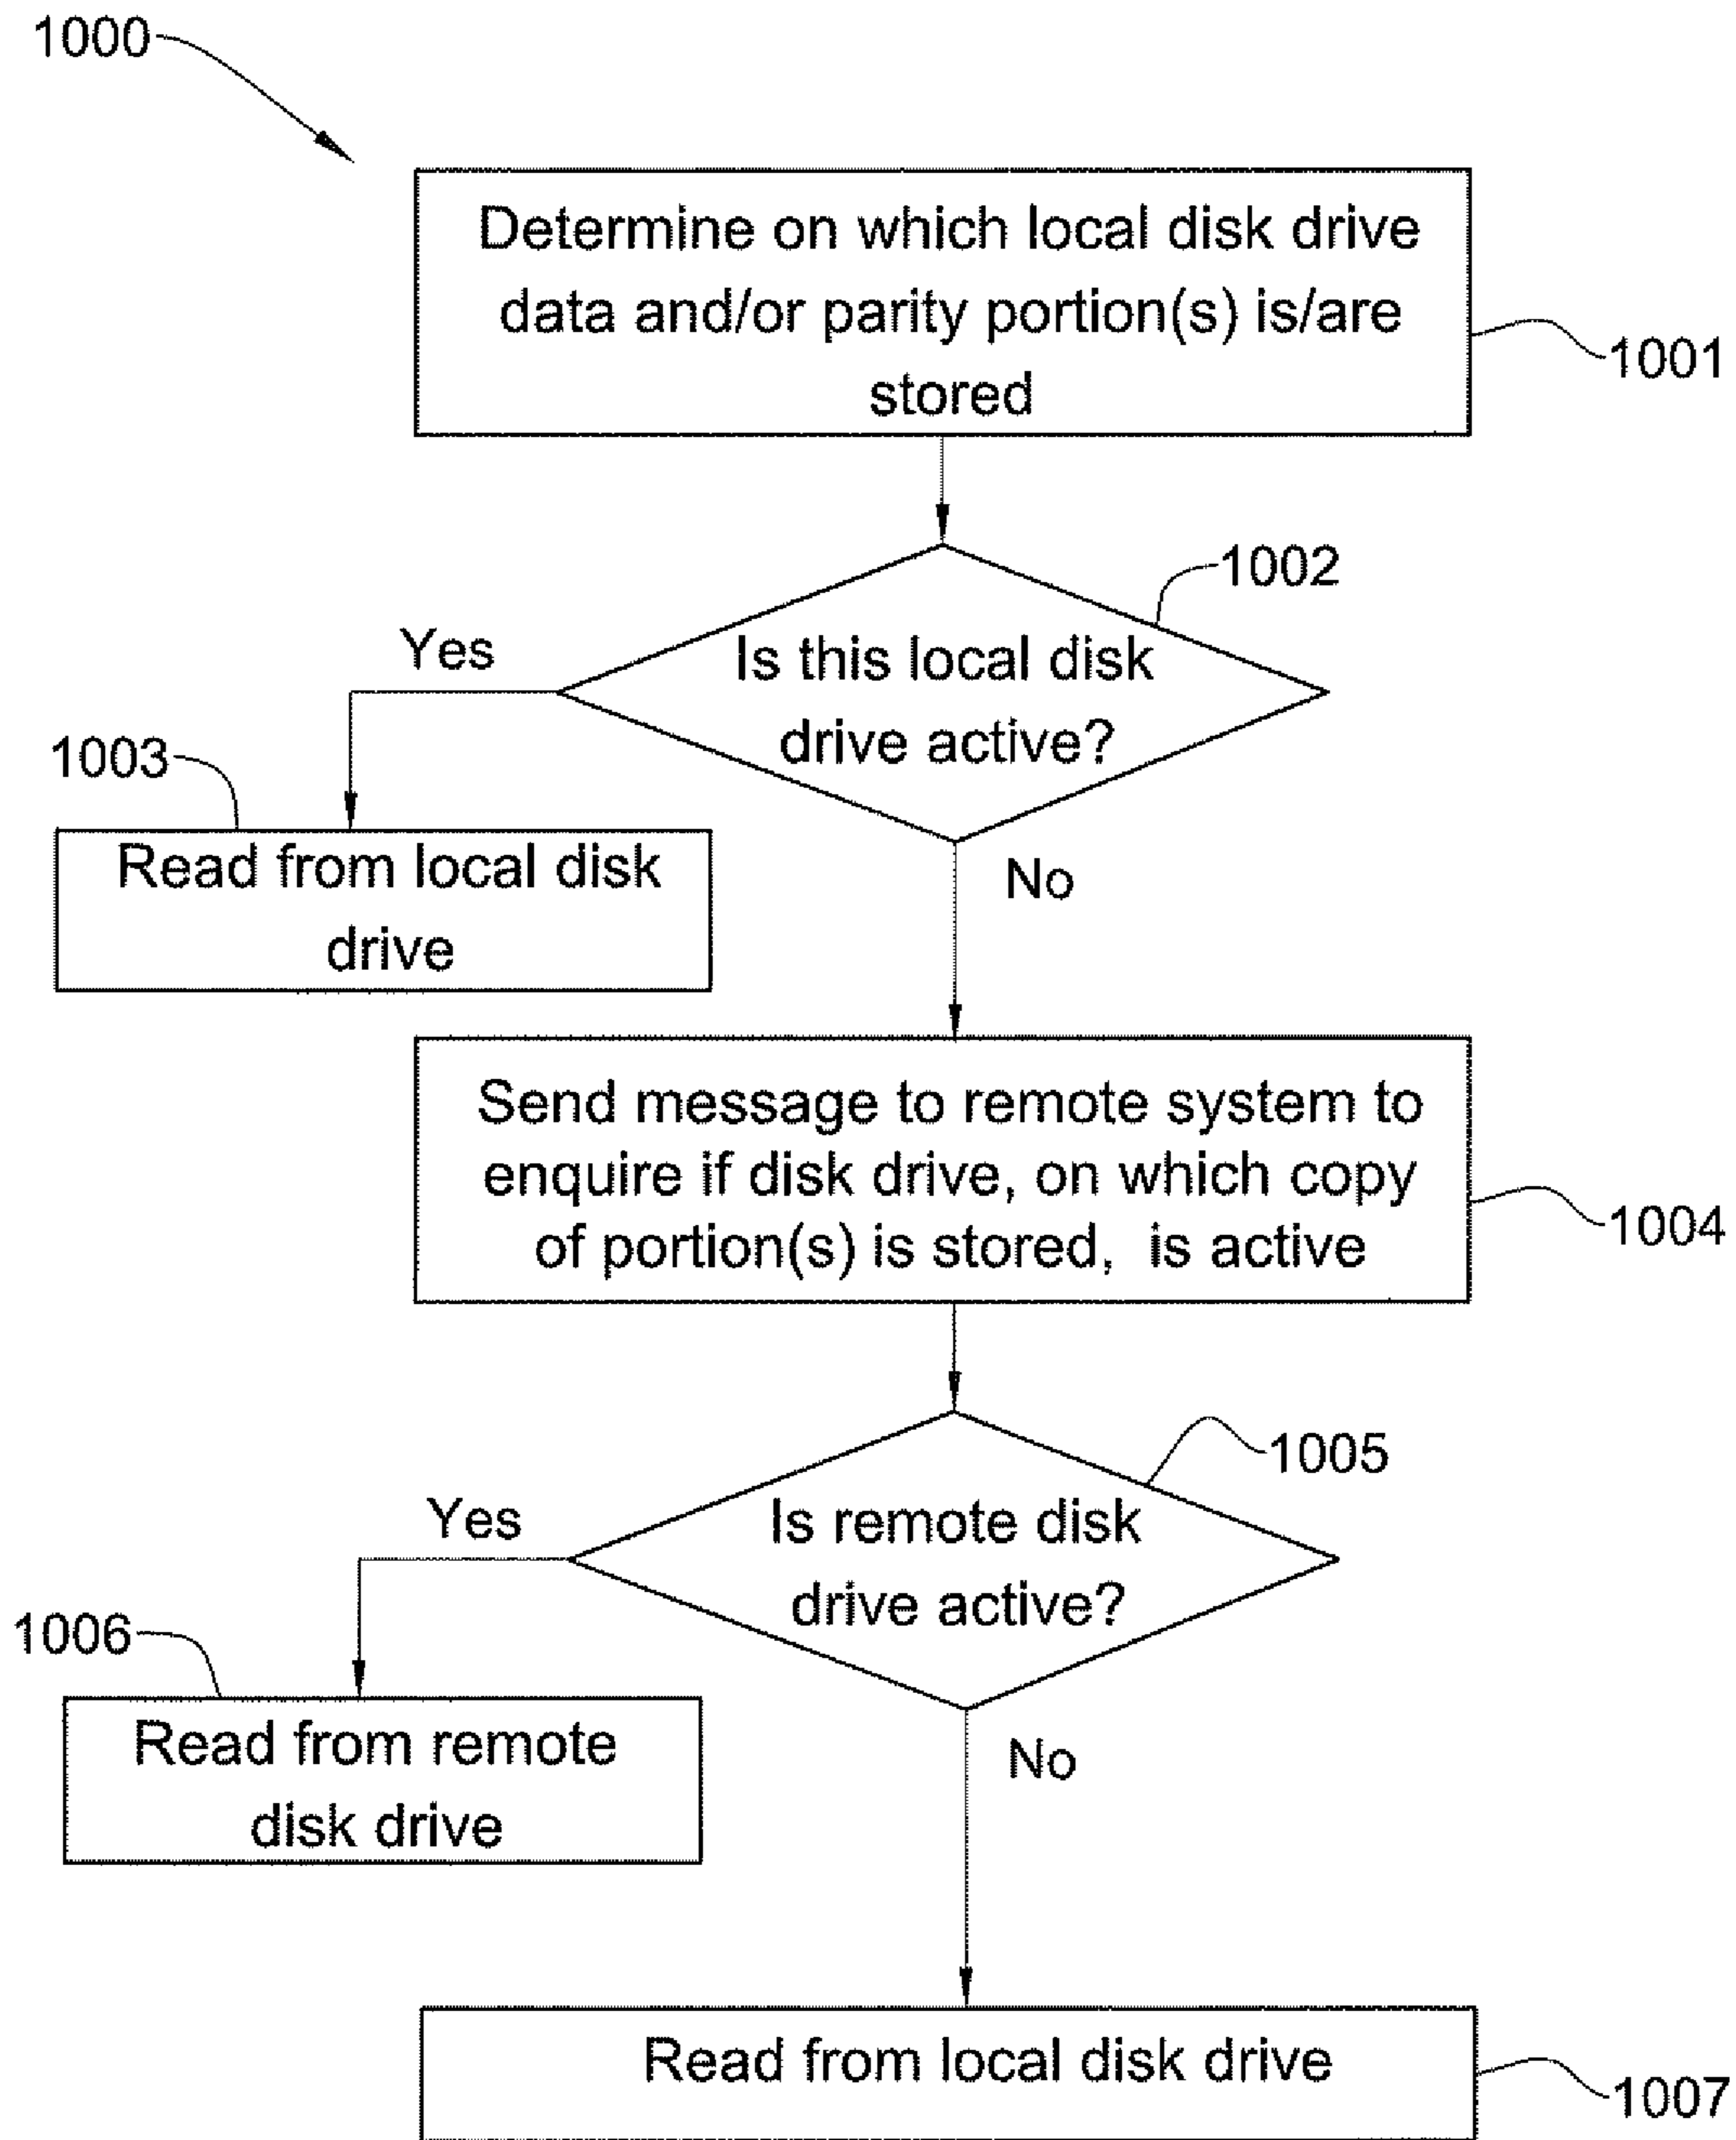 1000
Determine on which local disk drive
data and/or parity portion(s) is/are
stored
1001
1002
Is this local disk
drive active?
Yes
1003
Read from local disk
drive
No
Send message to remote system to
enquire if disk drive, on which copy
of portion(s) is stored, is active
1004
1005
Is remote disk
drive active?
Yes
1006
Read from remote
disk drive
No
Read from local disk drive
1007